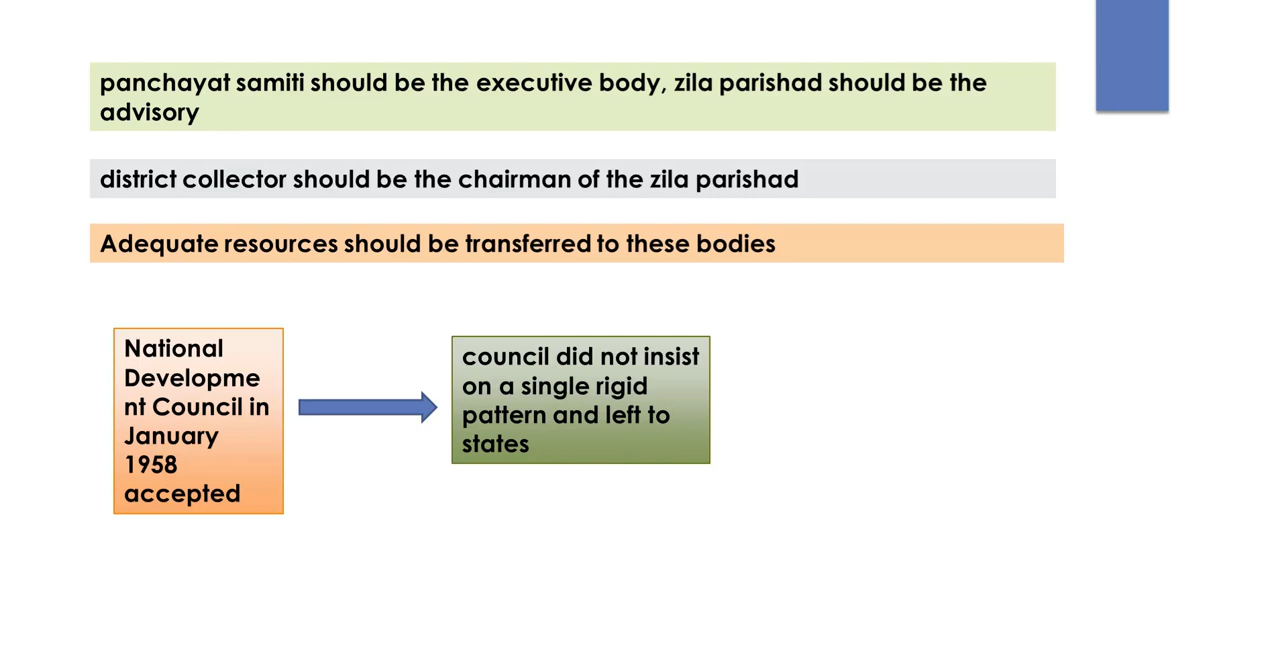 panchayat samiti should be the executive body, zila parishad should be the
advisory
district collector should be the chairman of the zila parishad
Adequate resources should be transferred to these bodies
National
Developme
nt Council in
January
1958
accepted
council did not insist
on a single rigid
pattern and left to
states